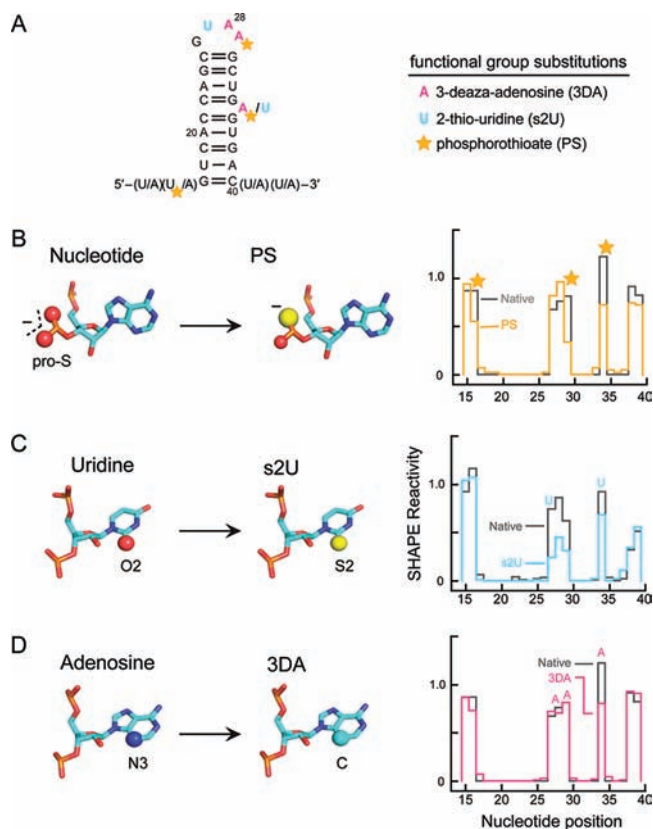 A
28
U A
G A
C G
G C
A U
C G
C G A / U
20 A U
C G
U A
G C
40
5′–(U/A)(U /A) (U/A) (U/A)–3′
functional group substitutions
A 3-deaza-adenosine (3DA)
U 2-thio-uridine (s2U)
phosphorothioate (PS)
B
Nucleotide
PS
–
pro-S
–
1.0
0
Native
PS
15 20 25 30 35 40
C
Uridine
s2U
O2
S2
SHAPE Reactivity
1.0
0
Native
s2U
U
U
15 20 25 30 35 40
D
Adenosine
3DA
N3
C
1.0
0
Native
3DA
A
A
A
15 20 25 30 35 40
Nucleotide position